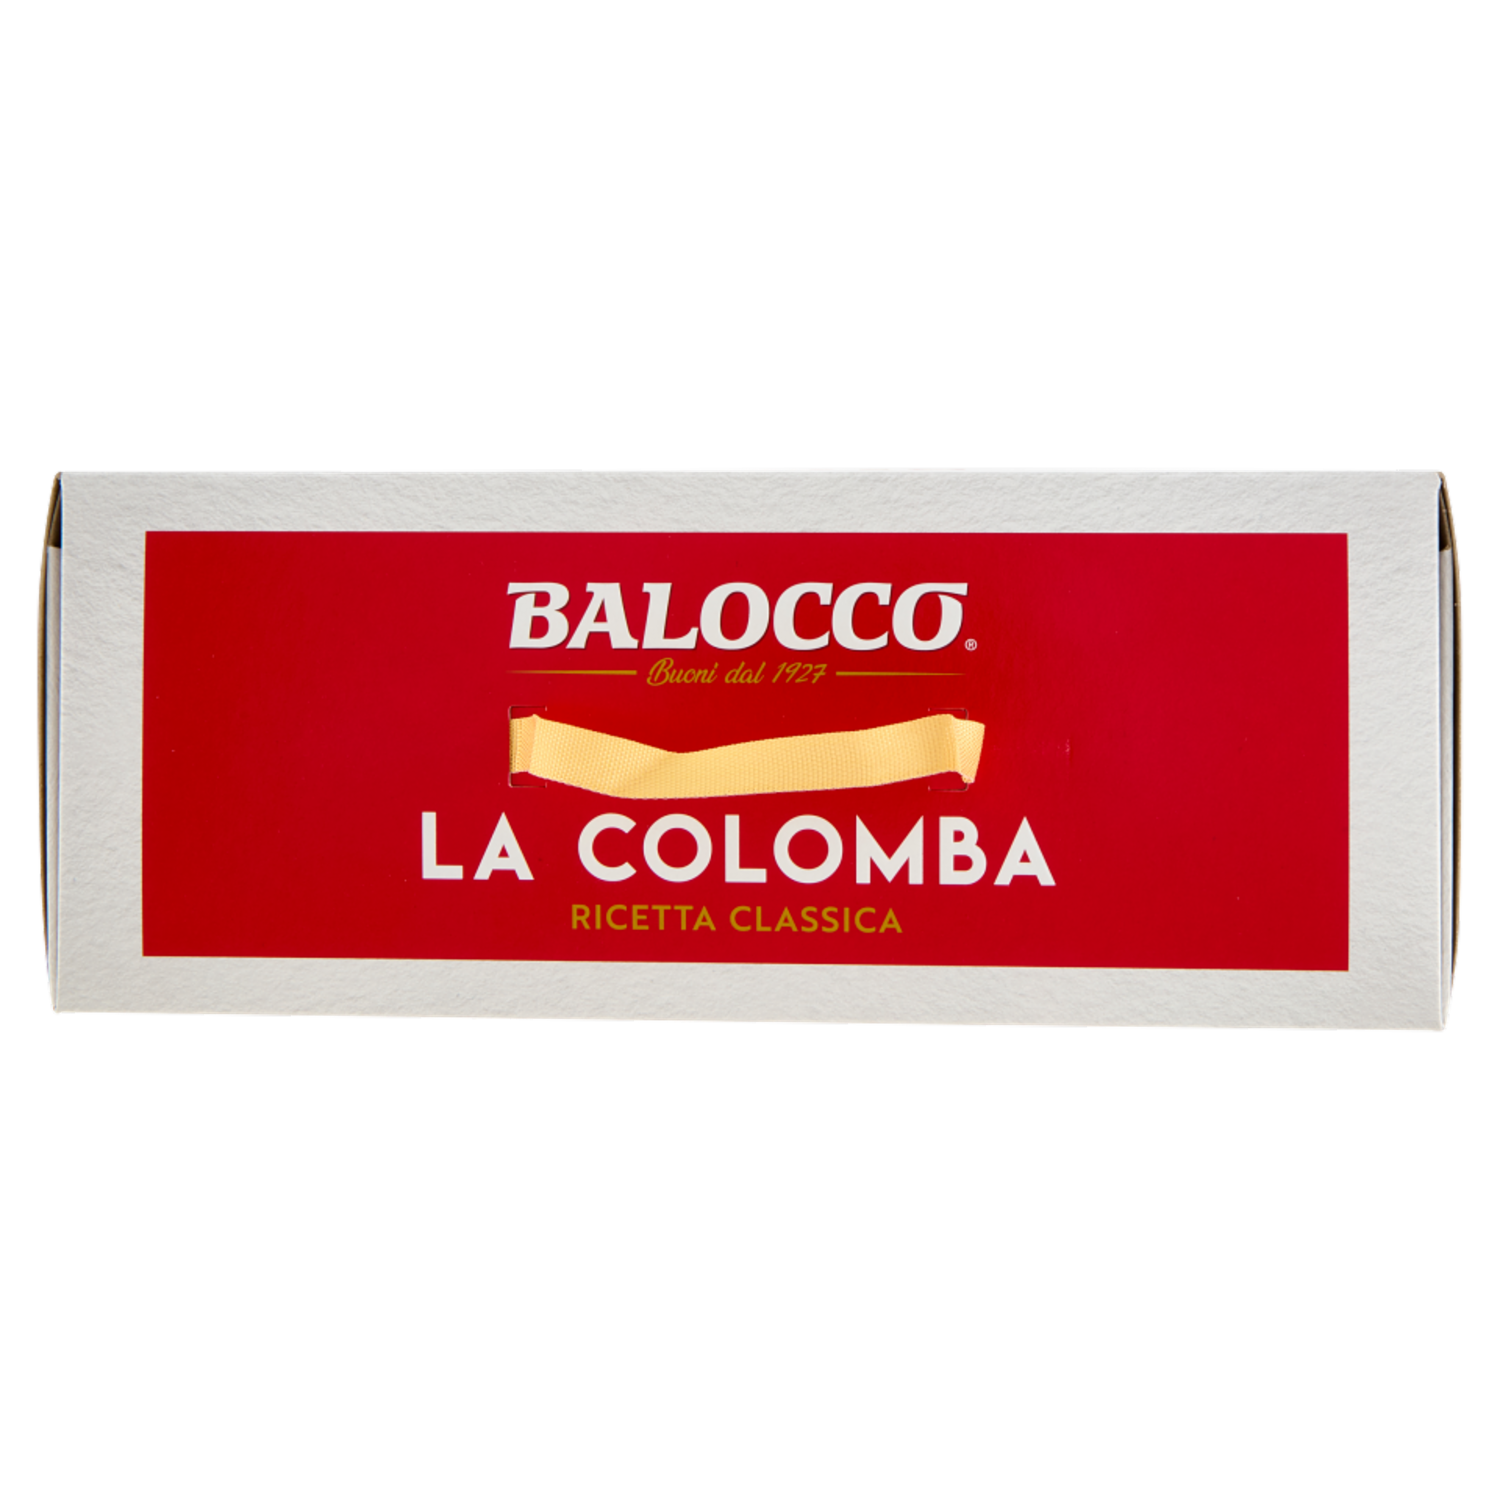 BALOCCO®
Buoni dal 1927
LA COLOMBA
RICETTA CLASSICA